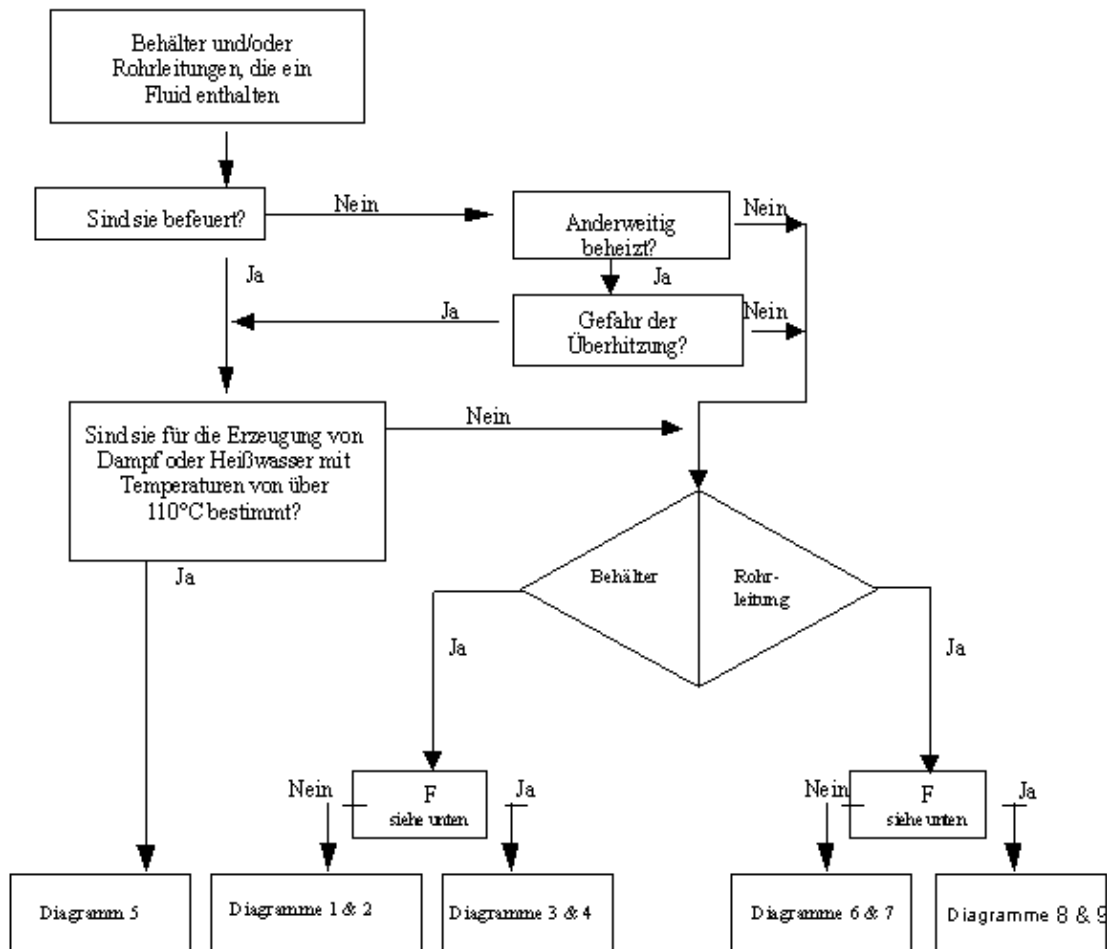 Behälter und/oder
Rohrleitungen, die ein
Fluid enthalten
Sind sie befeuert?
Nein
Anderweitig
beheizt?
Nein
Ja
Ja
Ja
Gefahr der
Überhitzung?
Nein
Sind sie für die Erzeugung von
Dampf oder Heißwasser mit
Temperaturen von über
110°C bestimmt?
Nein
Ja
Behälter
Rohr-
leitung
Ja
Ja
Nein
F
siehe unten
Ja
Nein
F
siehe unten
Ja
Diagramm 5
Diagramme 1 & 2
Diagramme 3 & 4
Diagramme 6 & 7
Diagramme 8 & 9